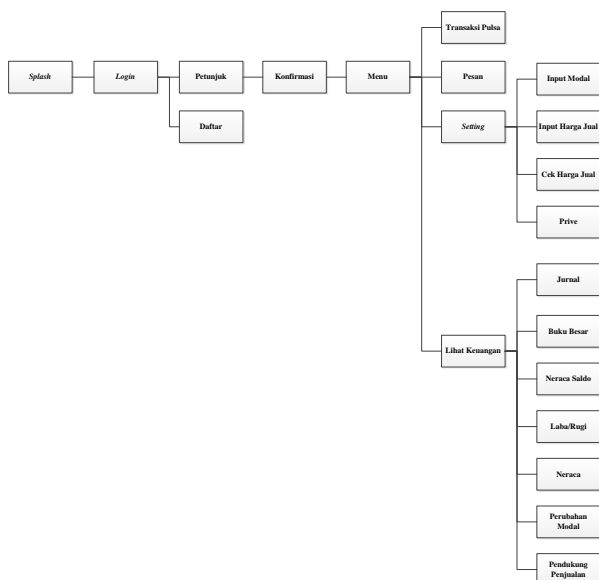 Transaksi Pulsa
Splash
Login
Petunjuk
Konfirmasi
Menu
Pesan
Input Modal
Daftar
Setting
Input Harga Jual
Cek Harga Jual
Prive
Jurnal
Lihat Keuangan
Buku Besar
Neraca Saldo
Laba/Rugi
Neraca
Perubahan
Modal
Pendukung
Penjualan